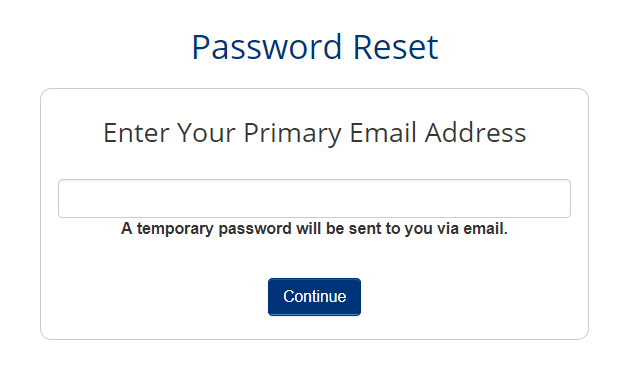 Password Reset
Enter Your Primary Email Address
A temporary password will be sent to you via email.
Continue